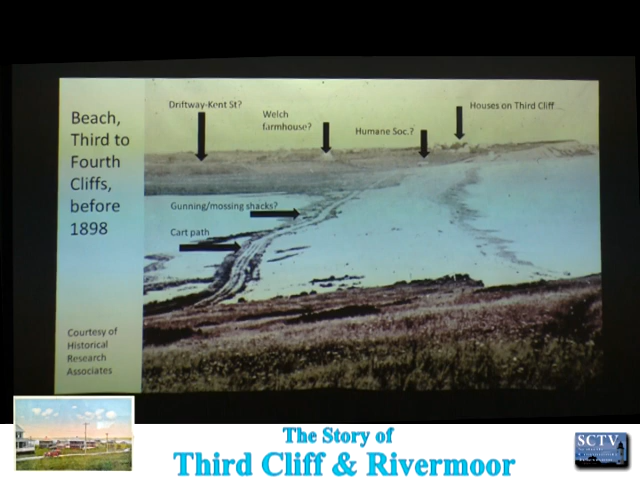 Beach,
Third to
Fourth
Cliffs,
before
1898
Driftway-Kent St?
Welch
farmhouse?
Humane Soc.?
Houses on Third Cliff
Gunning/mossing shacks?
Cart path
Courtesy of
Historical
Research
Associates
The Story of
Third Cliff & Rivermoor
SCTV